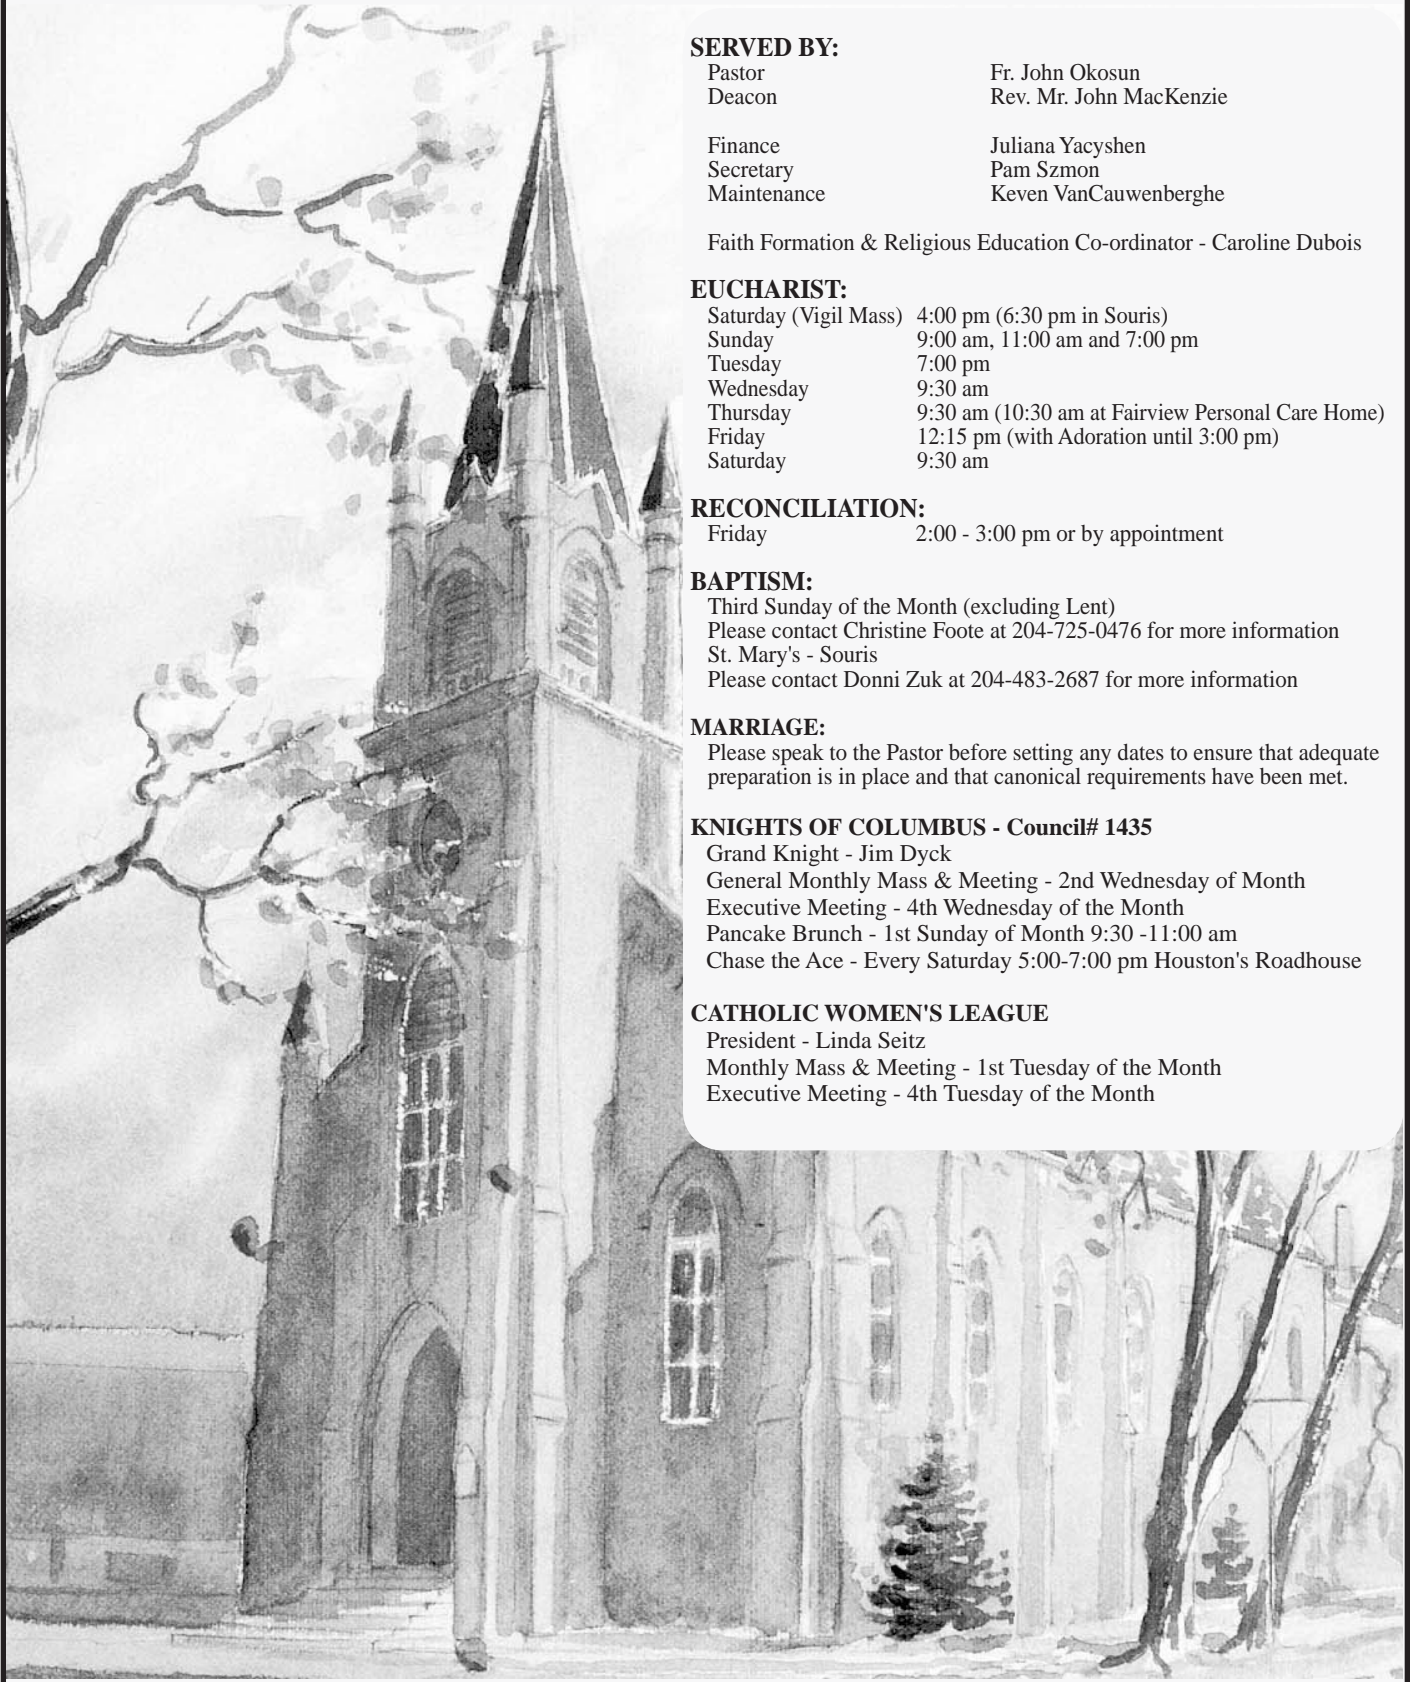 SERVED BY:
Pastor Fr. John Okosun
Deacon Rev. Mr. John MacKenzie
Finance Juliana Yacyshen
Secretary Pam Szmon
Maintenance Keven VanCauwenberghe
Faith Formation & Religious Education Co-ordinator - Caroline Dubois
EUCHARIST:
Saturday (Vigil Mass) 4:00 pm (6:30 pm in Souris)
Sunday 9:00 am, 11:00 am and 7:00 pm
Tuesday 7:00 pm
Wednesday 9:30 am
Thursday 9:30 am (10:30 am at Fairview Personal Care Home)
Friday 12:15 pm (with Adoration until 3:00 pm)
Saturday 9:30 am
RECONCILIATION:
Friday 2:00 - 3:00 pm or by appointment
BAPTISM:
Third Sunday of the Month (excluding Lent)
Please contact Christine Foote at 204-725-0476 for more information
St. Mary's - Souris
Please contact Donni Zuk at 204-483-2687 for more information
MARRIAGE:
Please speak to the Pastor before setting any dates to ensure that adequate
preparation is in place and that canonical requirements have been met.
KNIGHTS OF COLUMBUS - Council# 1435
Grand Knight - Jim Dyck
General Monthly Mass & Meeting - 2nd Wednesday of Month
Executive Meeting - 4th Wednesday of the Month
Pancake Brunch - 1st Sunday of Month 9:30 -11:00 am
Chase the Ace - Every Saturday 5:00-7:00 pm Houston's Roadhouse
CATHOLIC WOMEN'S LEAGUE
President - Linda Seitz
Monthly Mass & Meeting - 1st Tuesday of the Month
Executive Meeting - 4th Tuesday of the Month